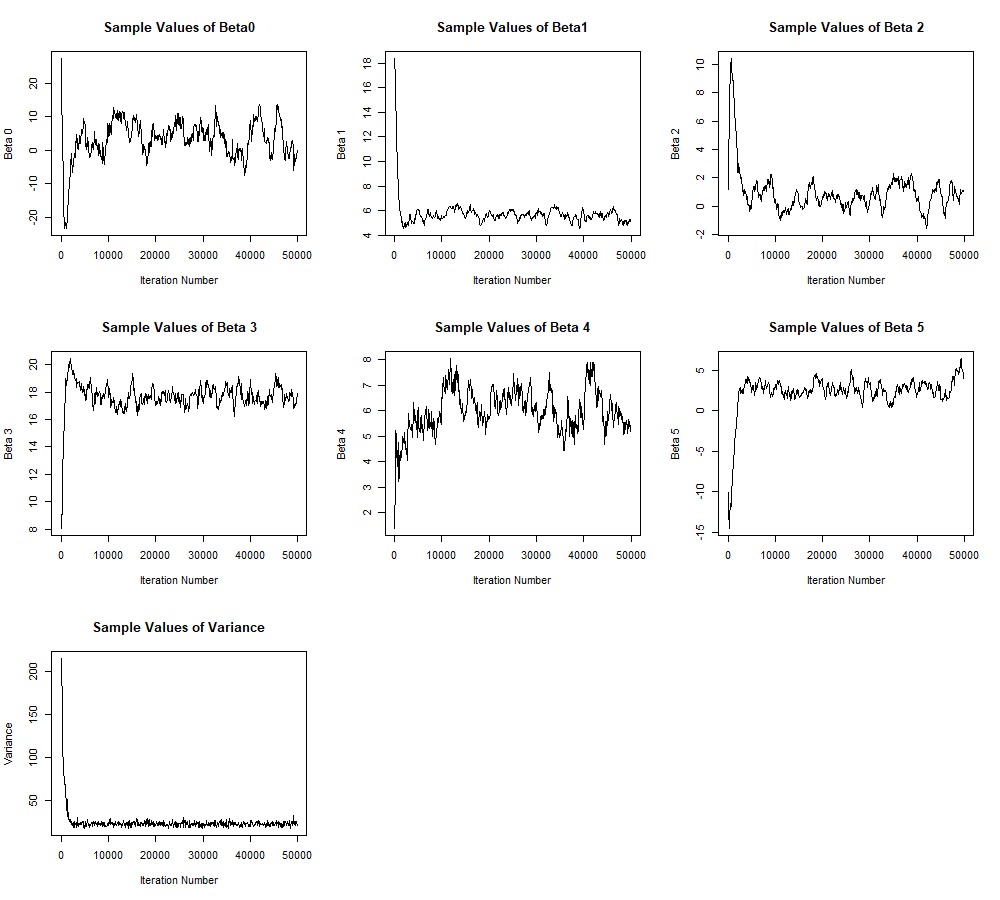 Sample Values of Beta0
Beta 0
20
10
0
-10
-20
0 10000 20000 30000 40000 50000
Iteration Number
Sample Values of Beta1
Beta 1
18
16
14
12
10
8
6
4
0 10000 20000 30000 40000 50000
Iteration Number
Sample Values of Beta 2
Beta 2
10
8
6
4
2
0
-2
0 10000 20000 30000 40000 50000
Iteration Number
Sample Values of Beta 3
Beta 3
20
18
16
14
12
10
8
0 10000 20000 30000 40000 50000
Iteration Number
Sample Values of Beta 4
Beta 4
8
7
6
5
4
3
2
0 10000 20000 30000 40000 50000
Iteration Number
Sample Values of Beta 5
Beta 5
5
0
-5
-10
-15
0 10000 20000 30000 40000 50000
Iteration Number
Sample Values of Variance
Variance
200
150
100
50
0 10000 20000 30000 40000 50000
Iteration Number